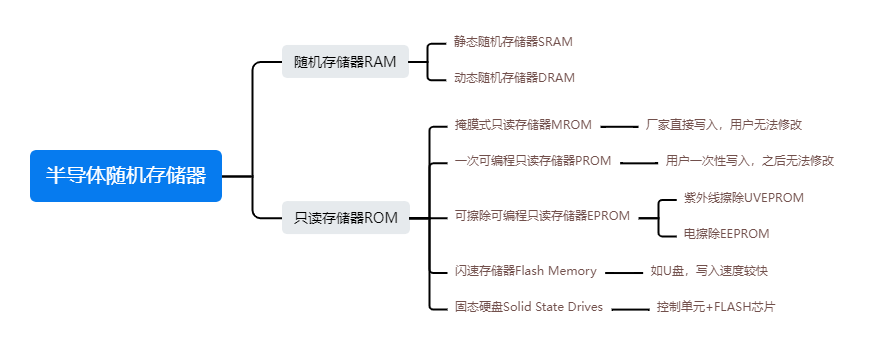 半导体随机存储器
随机存储器RAM
静态随机存储器SRAM
动态随机存储器DRAM
只读存储器ROM
掩膜式只读存储器MROM
厂家直接写入，用户无法修改
一次可编程只读存储器PROM
用户一次性写入，之后无法修改
可擦除可编程只读存储器EPROM
紫外线擦除UVEPROM
电擦除EEPROM
闪速存储器Flash Memory
如U盘，写入速度较快
固态硬盘Solid State Drives
控制单元+FLASH芯片